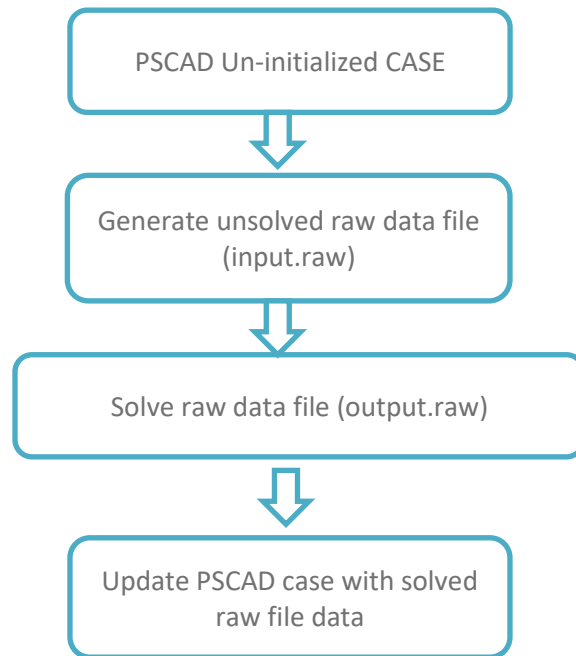 PSCAD Un-initialized CASE
Generate unsolved raw data file
(input.raw)
Solve raw data file (output.raw)
Update PSCAD case with solved
raw file data